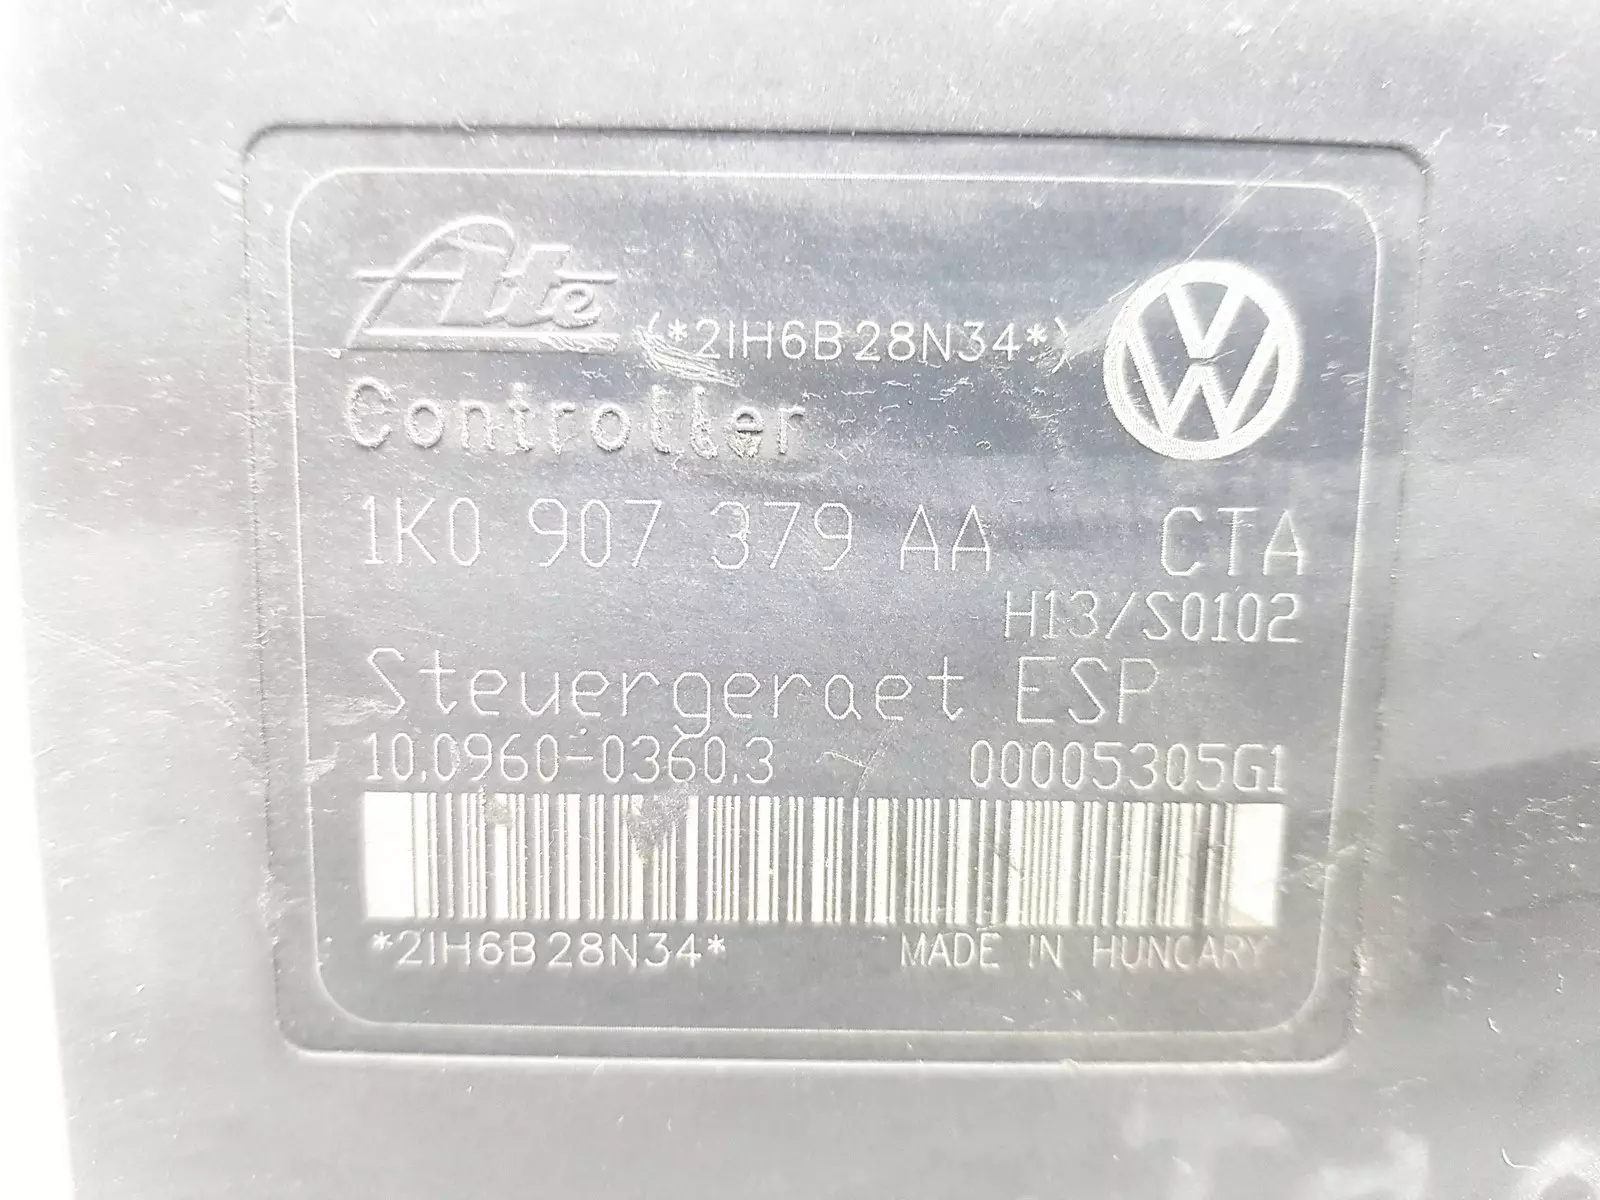 Ate
(*2IH6B28N34*)
Controller
1K0 907 379 AA CTA
H13/S0102
Steuergeraet ESP
10.0960-0360.3 00005305G1
*2IH6B28N34* MADE IN HUNGARY